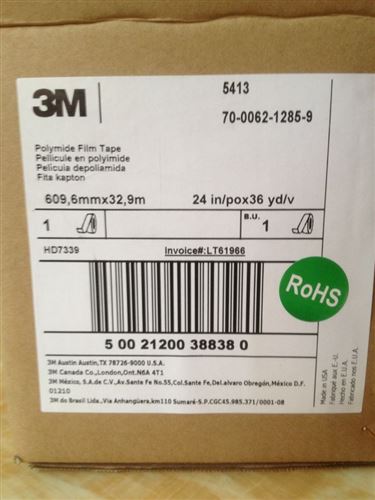 3M
5413
70-0062-1285-9
Polymide Film Tape
Pellicule en polyimide
Pelicuia depoliamida
Fita kapton
609,6mmx32,9m
24 in/pox36 yd/v
1
B.U. 1
HD7339
Invoice#:LT61966
RoHS
5 00 21200 38838 0
3M Austin Austin,TX 78726-9000 U.S.A.
3M Canada Co.,London,Ont.N6A 4T1
3M México, S.A.de C.V.,Av.Sante Fe No.55,Col.Sante Fe,Del.alvaro Obregón,México D.F.
01210
3M do Brasil Ltda.,Via Anhangüera,km110 Sumaré-S.P.CGC45.985.371/0001-08
Made in USA
Fabriqué aux E.-U.
Hecho en E.U.A.
Fabricado nos E.U.A.